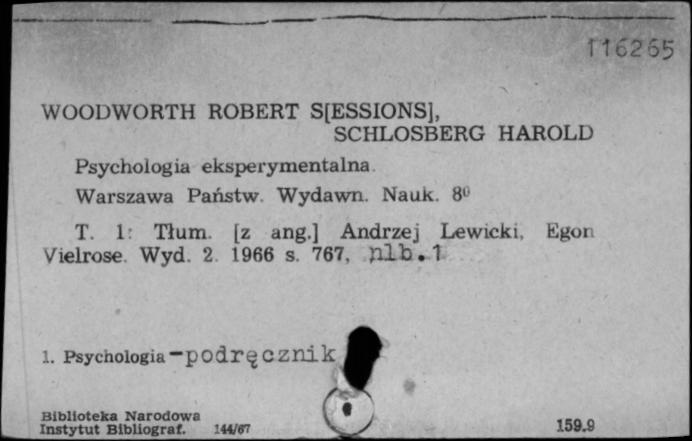 116265
WOODWORTH ROBERT S[ESSIONS],
SCHLOSBERG HAROLD
Psychologia eksperymentalna.
Warszawa Państw. Wydawn. Nauk. 8⁰
T. 1: Tłum. [z ang.] Andrzej Lewicki, Egon
Vielrose. Wyd. 2. 1966 s. 767, nlb.1
1. Psychologia-podręcznik
Biblioteka Narodowa
Instytut Bibliograf. 144/67
159.9